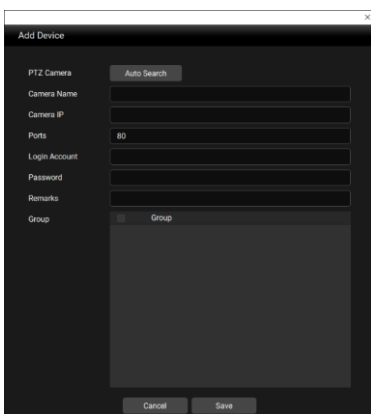 Add Device
PTZ Camera Auto Search
Camera Name
Camera IP
Ports 80
Login Account
Password
Remarks
Group Group
Cancel Save